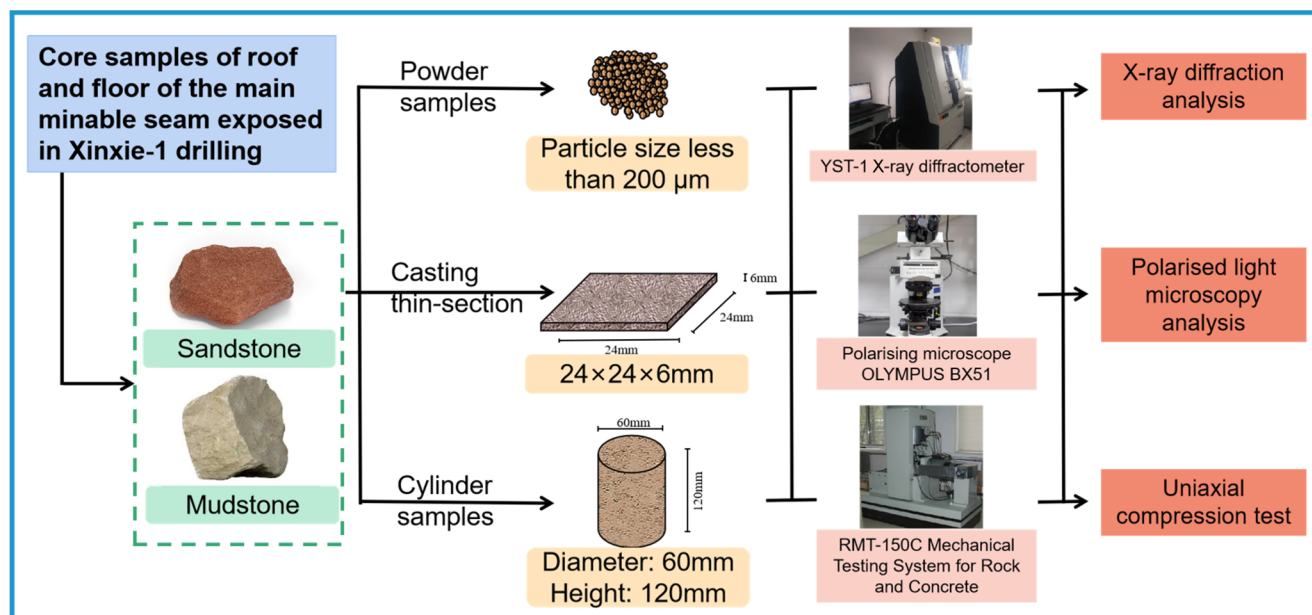 Core samples of roof
and floor of the main
minable seam exposed
in Xinxie-1 drilling
Sandstone
Mudstone
Powder
samples
Particle size less
than 200 μm
Casting
thin-section
6mm
24mm
24mm
24×24×6mm
Cylinder
samples
60mm
120mm
Diameter: 60mm
Height: 120mm
YST-1 X-ray diffractometer
Polarising microscope
OLYMPUS BX51
RMT-150C Mechanical
Testing System for Rock
and Concrete
X-ray diffraction
analysis
Polarised light
microscopy
analysis
Uniaxial
compression test